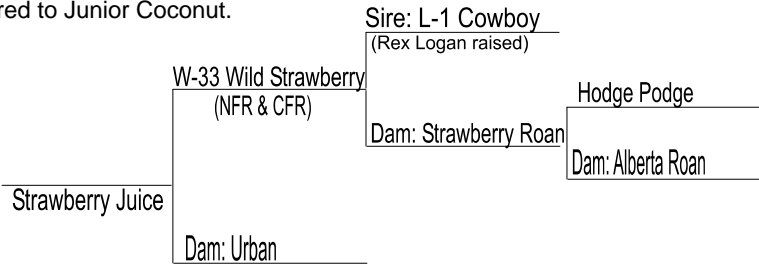 red to Junior Coconut.
Sire: L-1 Cowboy
(Rex Logan raised)
W-33 Wild Strawberry
(NFR & CFR)
Hodge Podge
Dam: Strawberry Roan
Dam: Alberta Roan
Strawberry Juice
Dam: Urban